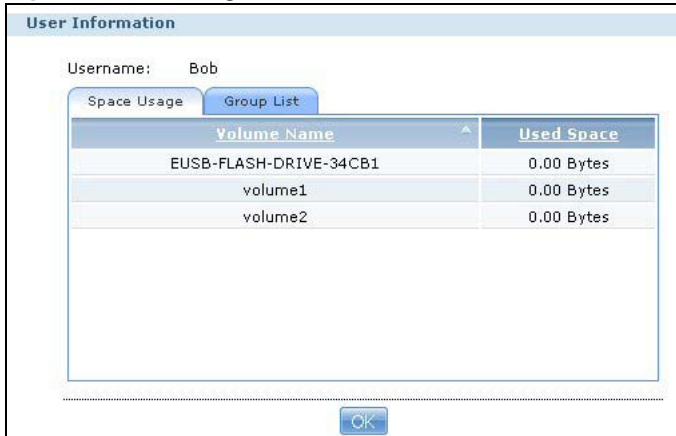 User Information
Username: Bob
Space Usage Group List
Volume Name Used Space
EUSB-FLASH-DRIVE-34CB1 0.00 Bytes
volume1 0.00 Bytes
volume2 0.00 Bytes
OK